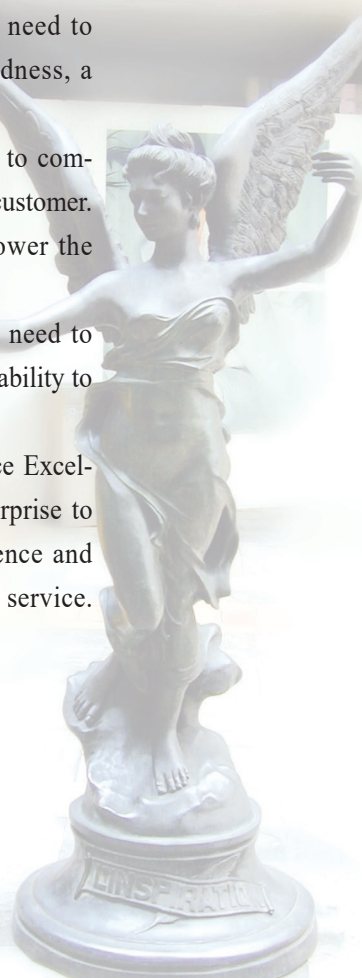 need to
dness, a
to com-
customer.
ower the
need to
ability to
ce Excel-
rprise to
ence and
service.
L'INSPIRATION